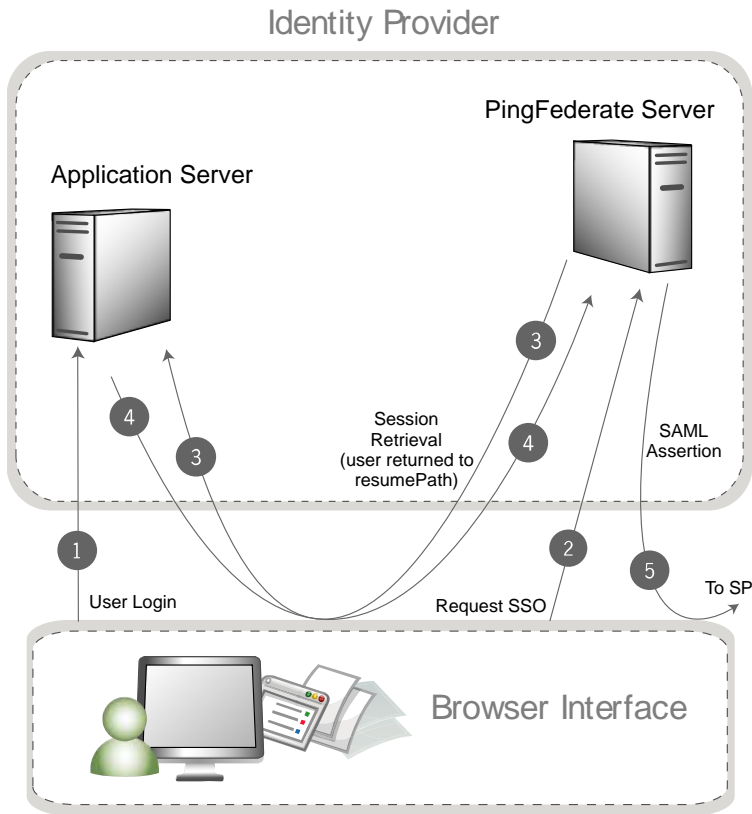 Identity Provider
PingFederate Server
Application Server
3
4
Session
Retrieval
(user returned to
resumePath)
4
SAML
Assertion
3
1
2
5
User Login
Request SSO
To SP
Browser Interface